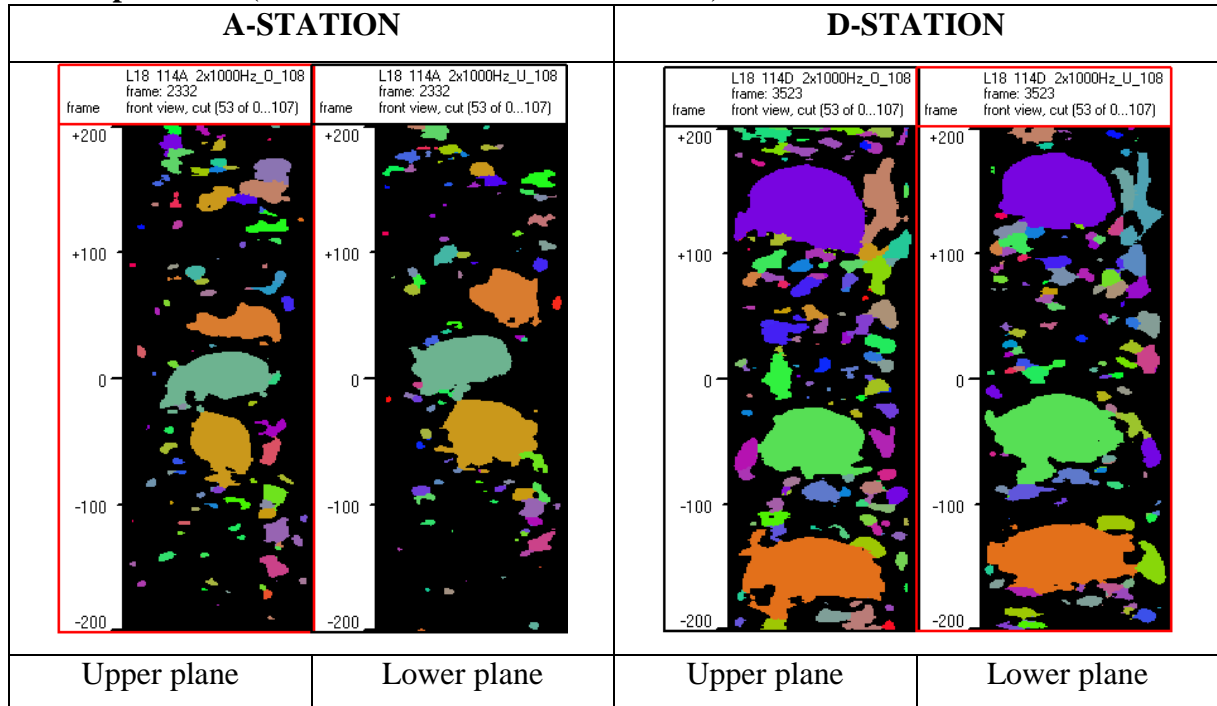 A-STATION
D-STATION
L18 114A 2x1000Hz_O_108
frame: 2332
frame front view, cut (53 of 0...107)
+200
+100
0
-100
-200
L18 114A 2x1000Hz_U_108
frame: 2332
frame front view, cut (53 of 0...107)
+200
+100
0
-100
-200
L18 114D 2x1000Hz_O_108
frame: 3523
frame front view, cut (53 of 0...107)
+200
+100
0
-100
-200
L18 114D 2x1000Hz_U_108
frame: 3523
frame front view, cut (53 of 0...107)
+200
+100
0
-100
-200
Upper plane
Lower plane
Upper plane
Lower plane